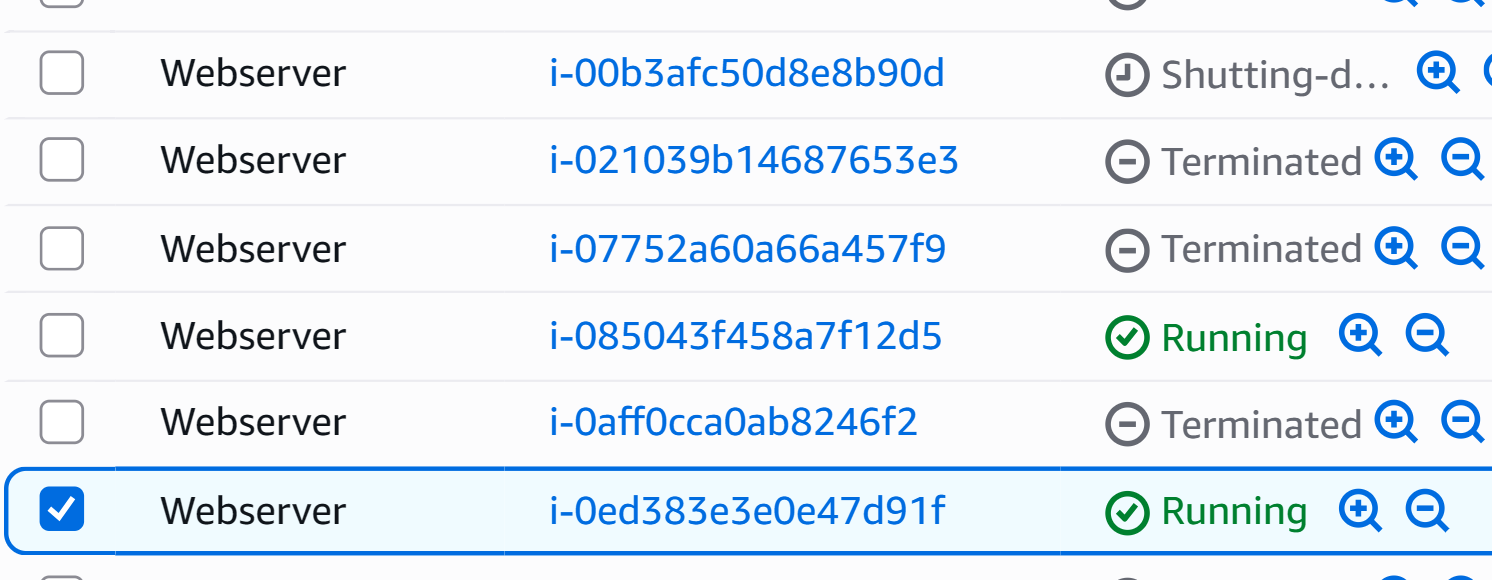 Webserver i-00b3afc50d8e8b90d Shutting-d...
Webserver i-021039b14687653e3 Terminated
Webserver i-07752a60a66a457f9 Terminated
Webserver i-085043f458a7f12d5 Running
Webserver i-0aff0cca0ab8246f2 Terminated
Webserver i-0ed383e3e0e47d91f Running